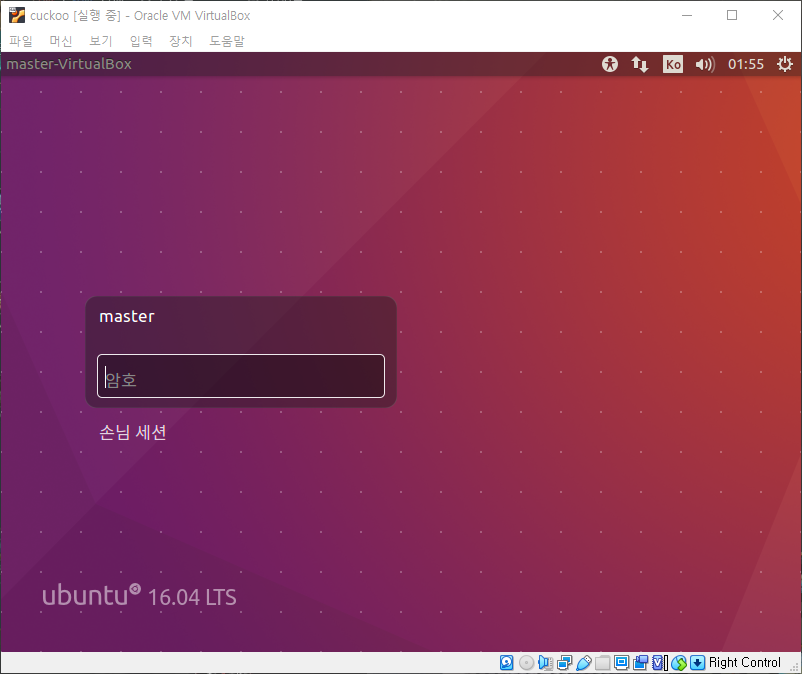 cuckoo [실행 중] - Oracle VM VirtualBox
파일 머신 보기 입력 장치 도움말
master-VirtualBox Ko 01:55
master
암호
손님 세션
ubuntu 16.04 LTS
Right Control